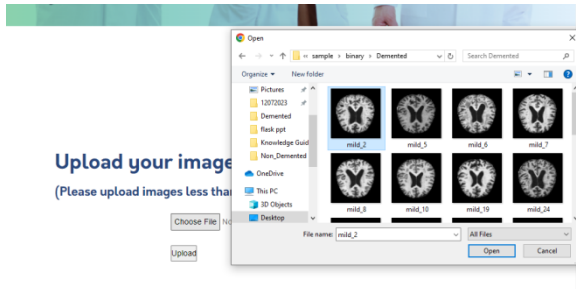 Open
sample › binary › Demented
Search Demented
Organize
New folder
Pictures
12072023
Demented
flask ppt
Knowledge Guid
Non_Demented
OneDrive
This PC
3D Objects
Desktop
mild_2
mild_5
mild_6
mild_7
mild_8
mild_10
mild_19
mild_24
File name:
mild_2
All Files
Open
Cancel
Upload your image
(Please upload images less tha
Choose File
No
Upload